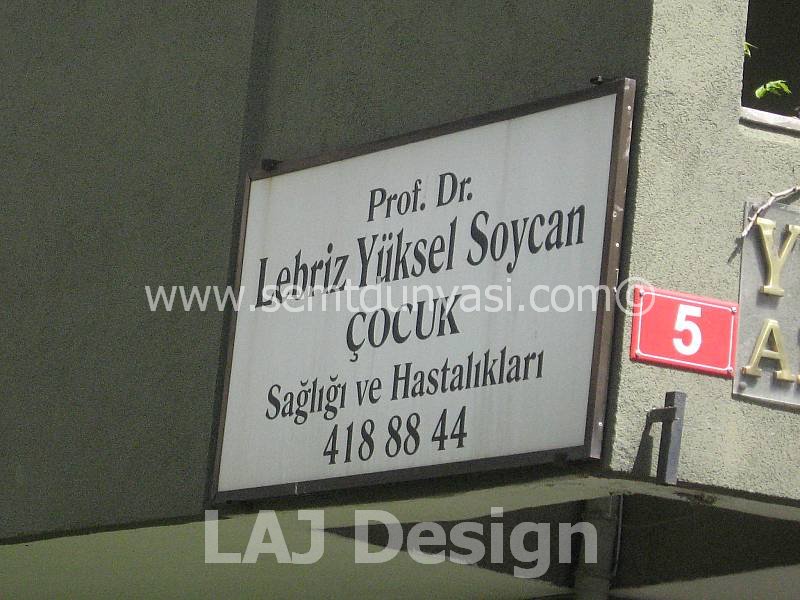 Prof. Dr.
Lebriz Yüksel Soycan
ÇOCUK
Sağlığı ve Hastalıkları
418 88 44
5
Y
A
www.semtdunyasi.com©
LAJ Design